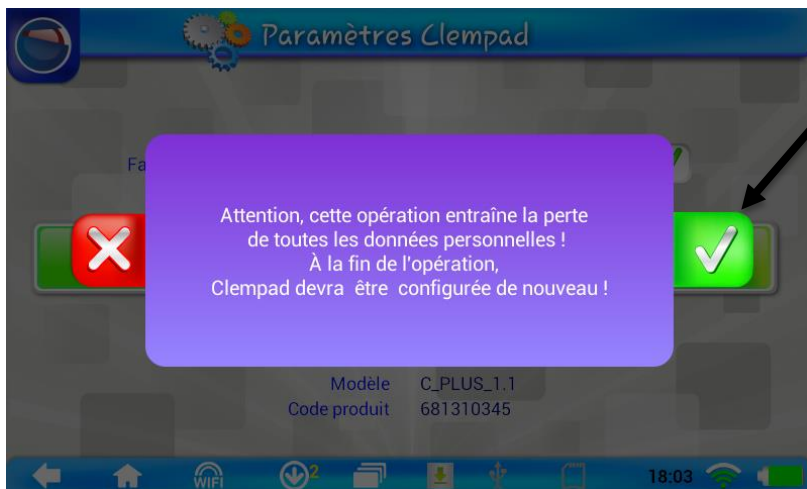 Paramètres Clempad
Fa
Attention, cette opération entraîne la perte
de toutes les données personnelles !
À la fin de l'opération,
Clempad devra être configurée de nouveau !
Modèle C_PLUS_1.1
Code produit 681310345
WIFI 2 18:03